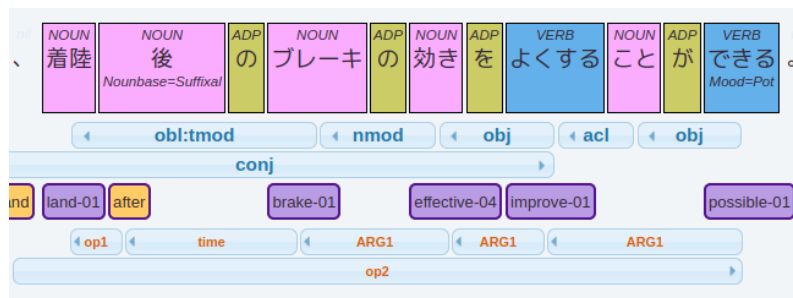 NOUN NOUN ADP NOUN ADP NOUN ADP VERB NOUN ADP VERB
、 着陸 後 の ブレーキ の 効き を よくする こと が できる 。
Nounbase=Suffixal Mood=Pot
obl:tmod nmod obj acl obj
conj
land-01 after brake-01 effective-04 improve-01 possible-01
op1 time ARG1 ARG1 ARG1
op2